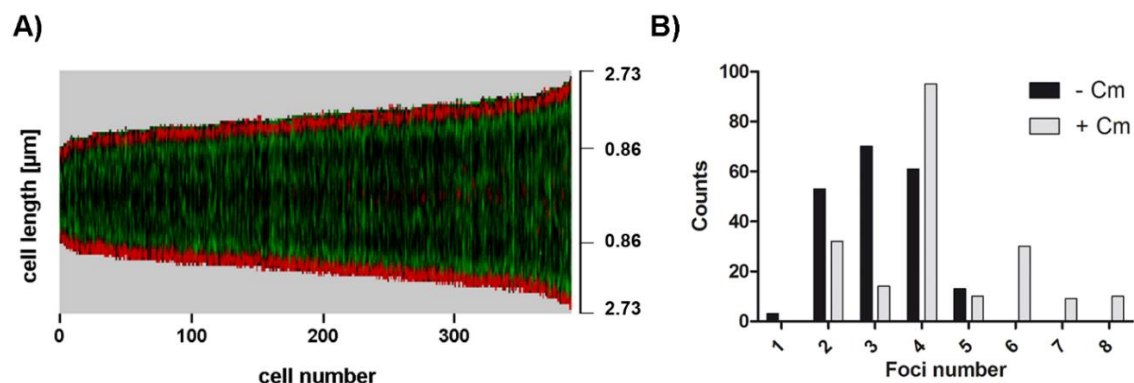 A)
cell length [µm]
2.73
0.86
0.86
2.73
0
100
200
300
cell number
B)
Counts
100
80
60
40
20
0
- Cm
+ Cm
1
2
3
4
5
6
7
8
Foci number